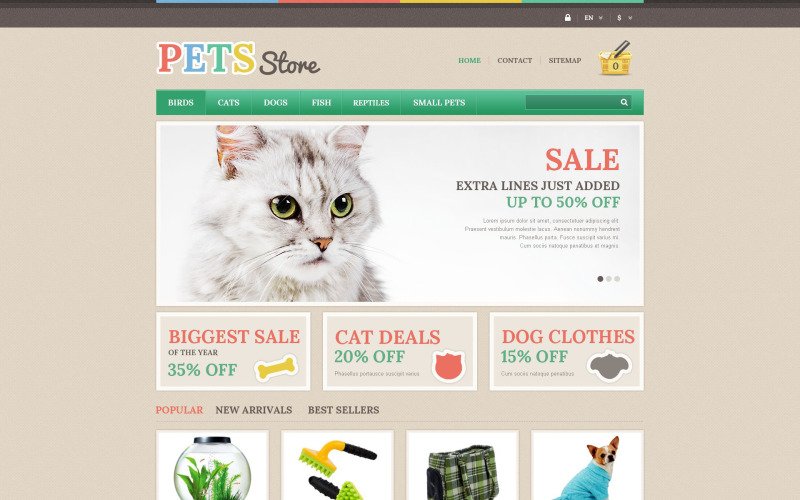 EN
$
PETS Store
HOME
CONTACT
SITEMAP
0
BIRDS
CATS
DOGS
FISH
REPTILES
SMALL PETS
SALE
EXTRA LINES JUST ADDED
UP TO 50% OFF
Lorem ipsum dolor sit amet, consectetuer adipiscing elit.
Praesent vestibulum molestie lacus. Aenean nonummy hendrerit
mauris. Phasellus porta. Fusce suscipit varius mi.
Cum sociis natoque penatibus et magnis.
BIGGEST SALE
OF THE YEAR
35% OFF
CAT DEALS
20% OFF
Phasellus portausce suscipit varius
DOG CLOTHES
15% OFF
Cum sociis natoque penatibus
POPULAR
NEW ARRIVALS
BEST SELLERS